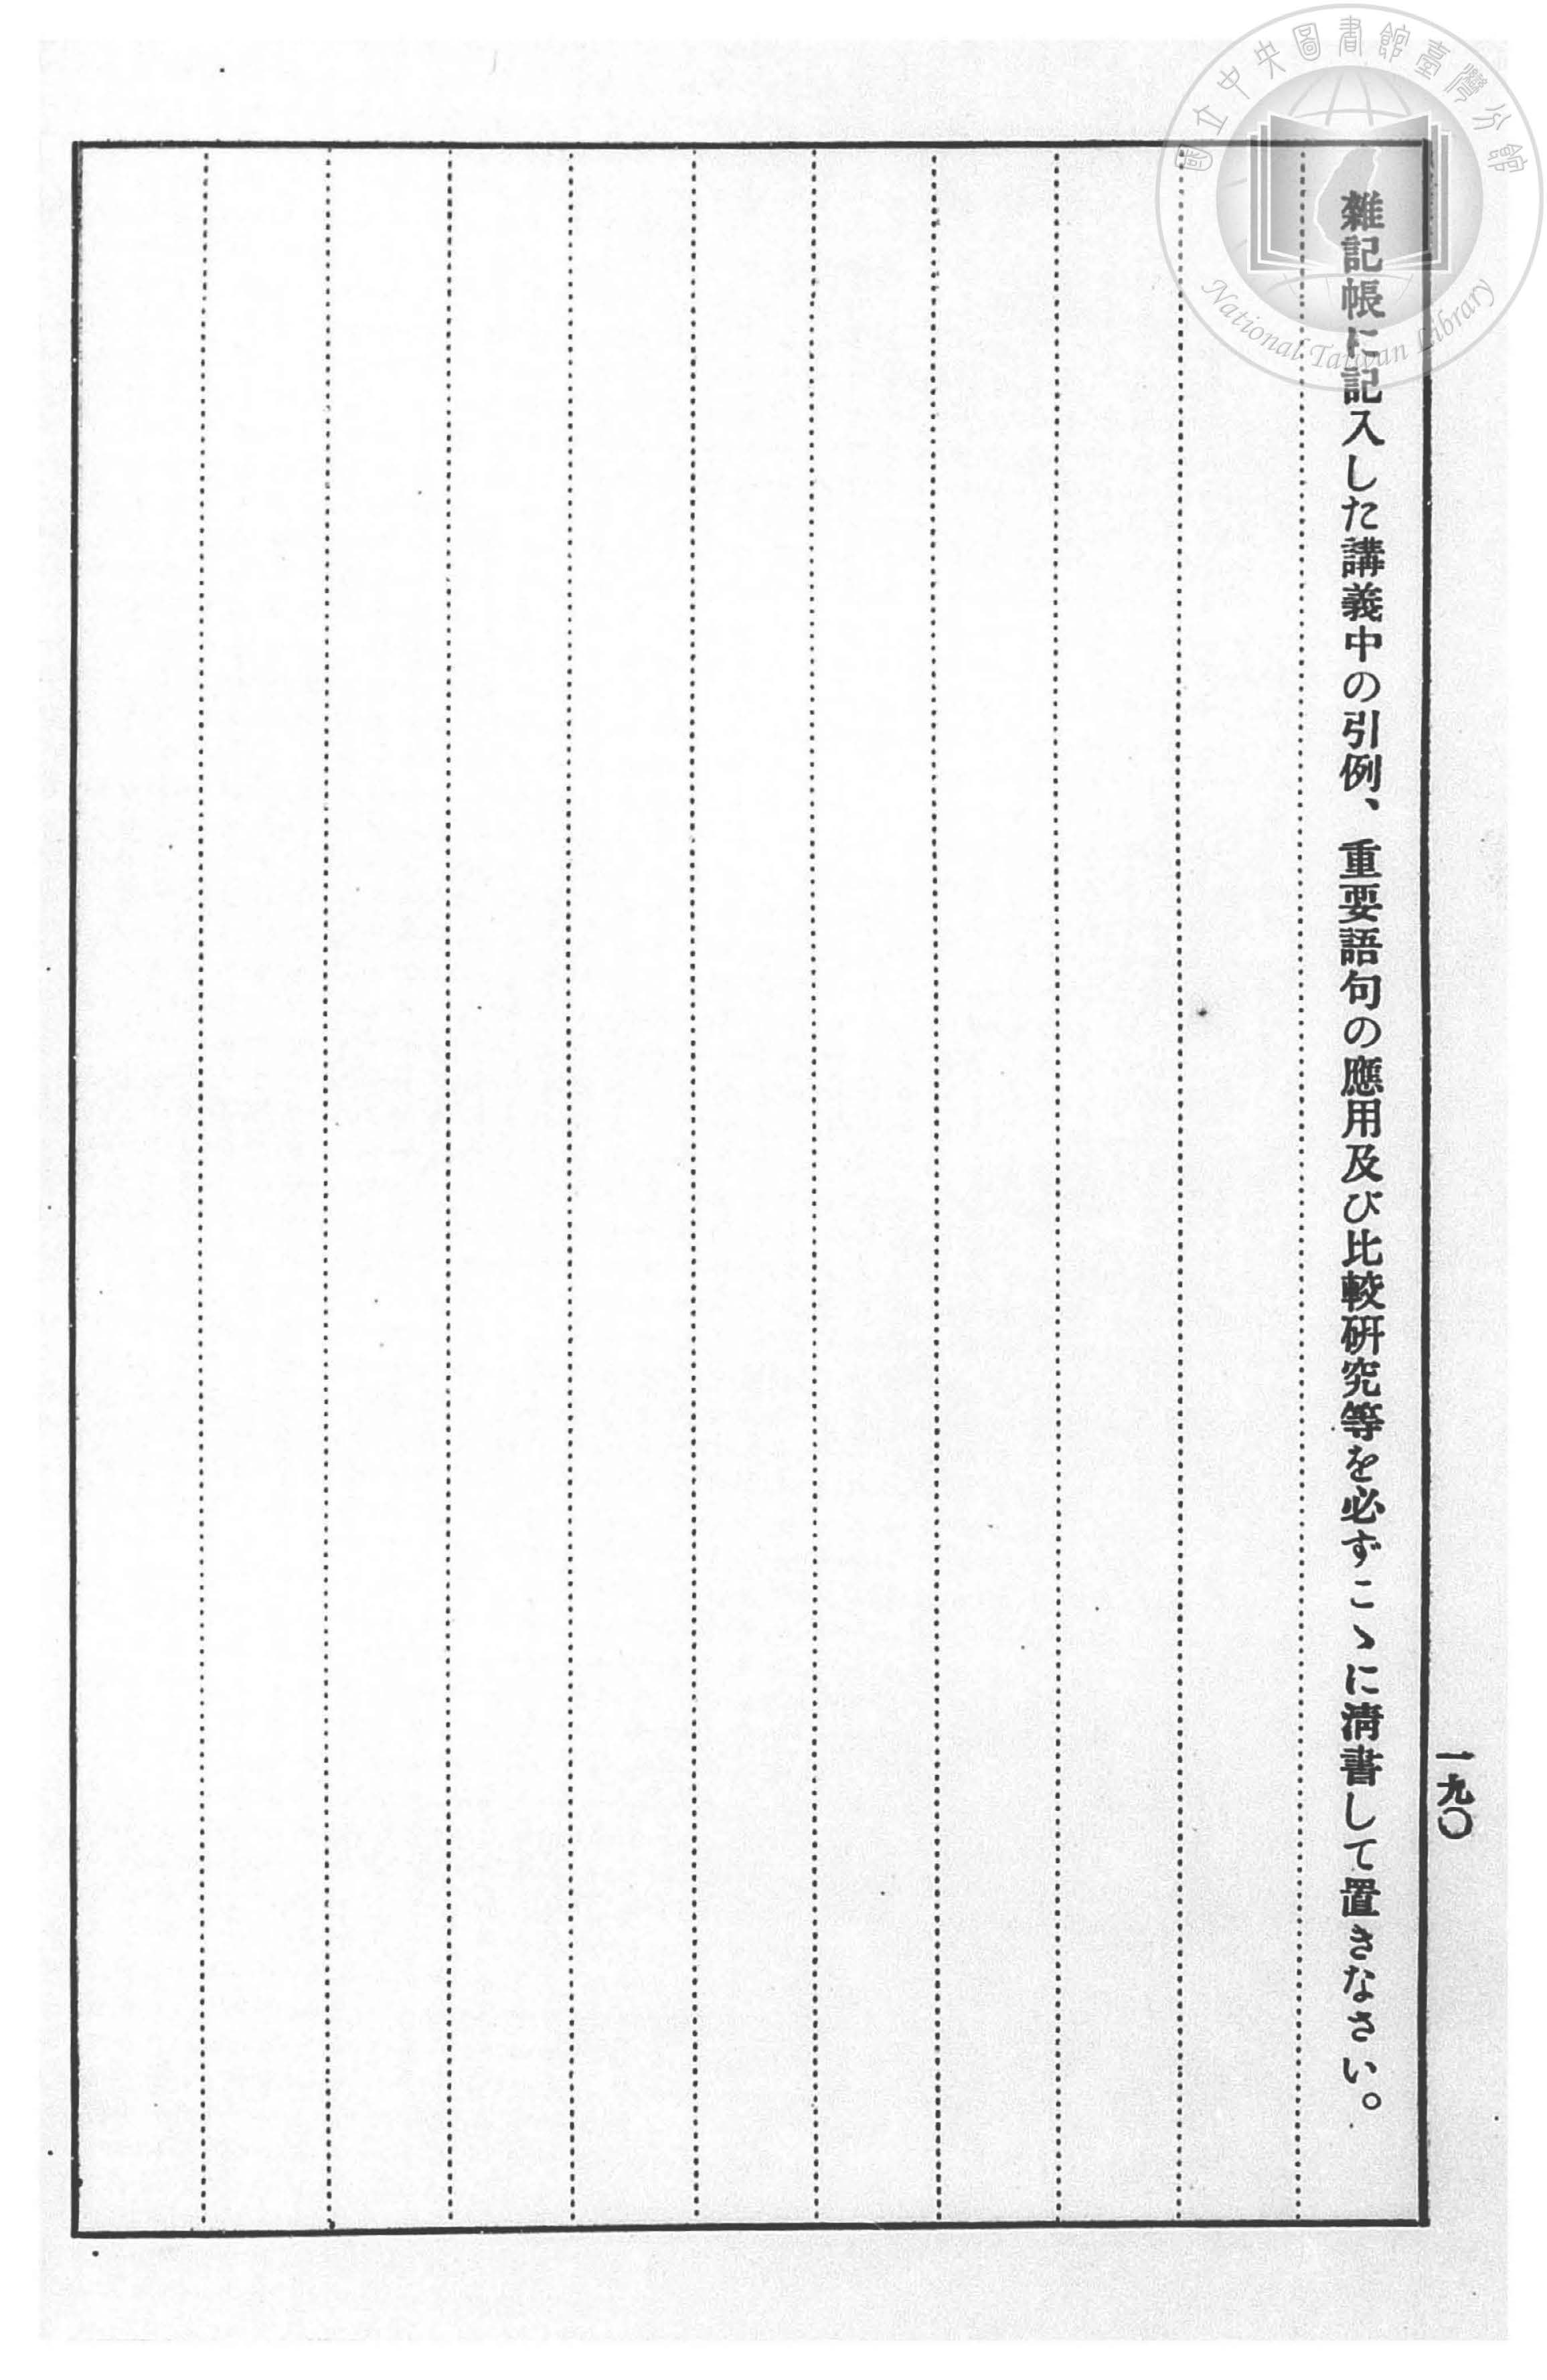 雜記帳に記入した講義中の引例、重要語句の應用及び比較硏究等を必ずこゝに淸書して置きなさい。
一九〇
國立中央圖書館臺灣分館
National Taiwan Library